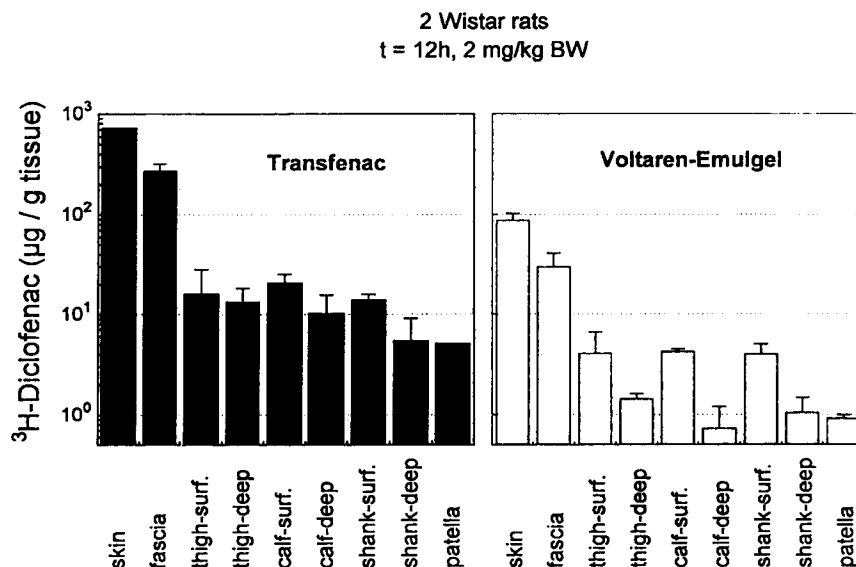 2 Wistar rats
t = 12h, 2 mg/kg BW
³H-Diclofenac (µg / g tissue)
10³
10²
10¹
10⁰
Transfenac
Voltaren-Emulgel
skin
fascia
thigh-surf.
thigh-deep
calf-surf.
calf-deep
shank-surf.
shank-deep
patella
skin
fascia
thigh-surf.
thigh-deep
calf-surf.
calf-deep
shank-surf.
shank-deep
patella